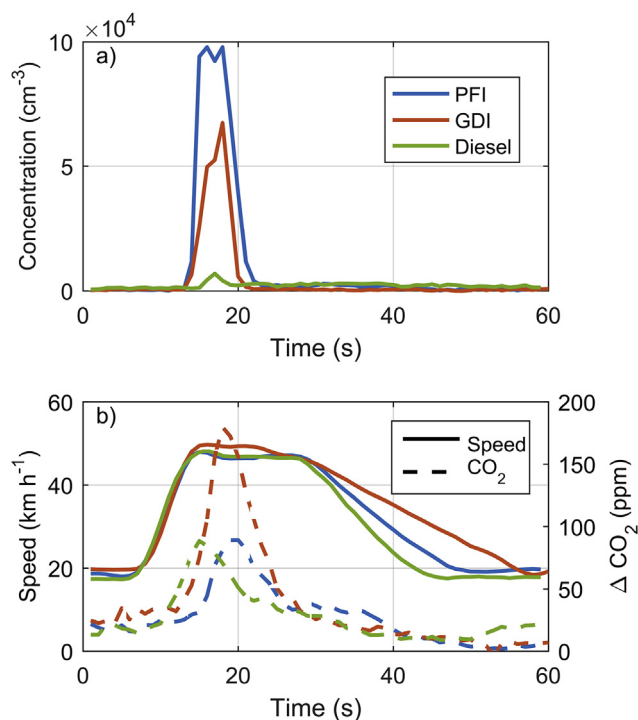 ×10⁴
a)
10
5
0
Concentration (cm⁻³)
PFI
GDI
Diesel
0 20 40 60
Time (s)
b)
60
40
20
0
Speed (km h⁻¹)
Speed
CO₂
200
150
100
50
0
Δ CO₂ (ppm)
0 20 40 60
Time (s)